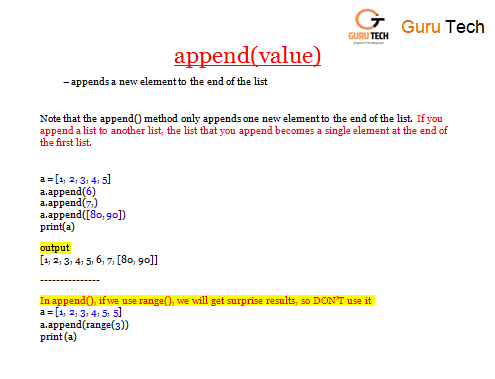 GURU TECH
Explore The Beyond
Guru Tech
append(value)
– appends a new element to the end of the list
Note that the append() method only appends one new element to the end of the list. If you
append a list to another list, the list that you append becomes a single element at the end of
the first list.
a = [1, 2, 3, 4, 5]
a.append(6)
a.append(7,)
a.append([80, 90])
print(a)
output
[1, 2, 3, 4, 5, 6, 7, [80, 90]]
---------------
In append(), if we use range(), we will get surprise results, so DON'T use it
a = [1, 2, 3, 4, 5, 5]
a.append(range(3))
print (a)